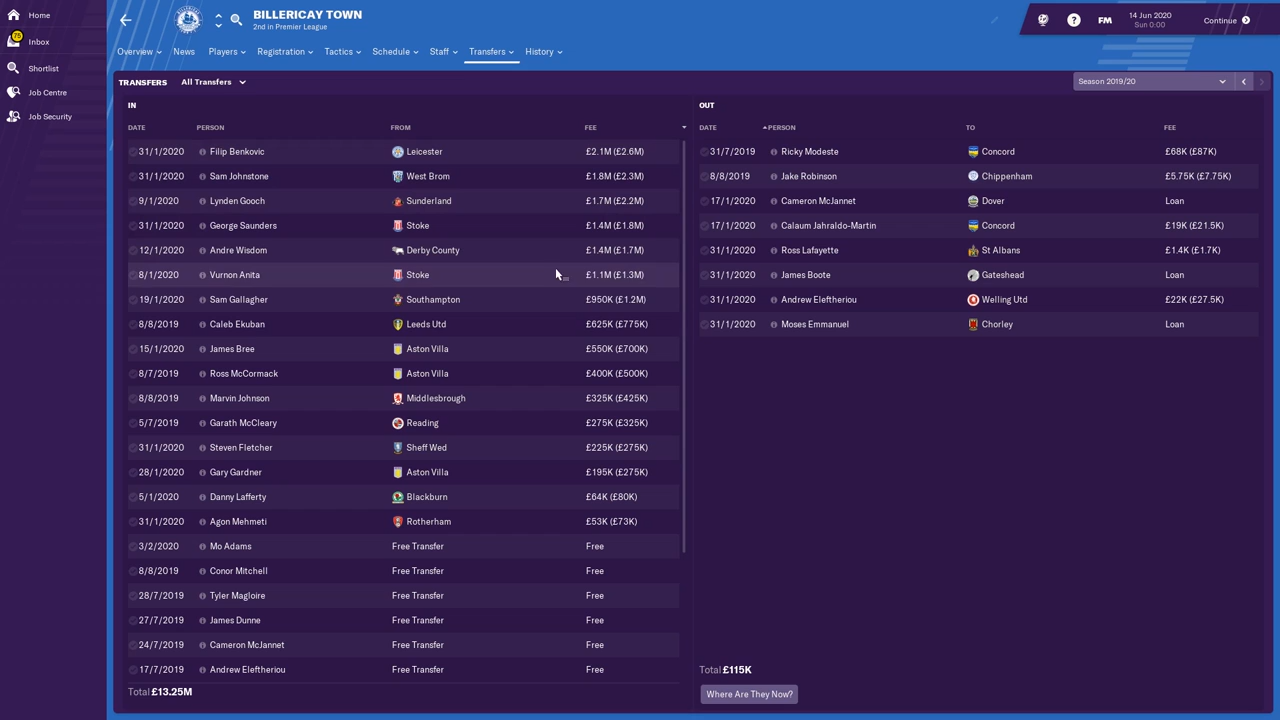 Home
75
Inbox
Shortlist
Job Centre
Job Security
BILLERICAY TOWN
2nd in Premier League
FM
14 Jun 2020
Sun 0:00
Continue
Overview News Players Registration Tactics Schedule Staff Transfers History
TRANSFERS All Transfers
Season 2019/20
IN
DATE PERSON FROM FEE
31/1/2020 Filip Benkovic Leicester £2.1M (£2.6M)
31/1/2020 Sam Johnstone West Brom £1.8M (£2.3M)
9/1/2020 Lynden Gooch Sunderland £1.7M (£2.2M)
31/1/2020 George Saunders Stoke £1.4M (£1.8M)
12/1/2020 Andre Wisdom Derby County £1.4M (£1.7M)
8/1/2020 Vurnon Anita Stoke £1.1M (£1.3M)
19/1/2020 Sam Gallagher Southampton £950K (£1.2M)
8/8/2019 Caleb Ekuban Leeds Utd £625K (£775K)
15/1/2020 James Bree Aston Villa £550K (£700K)
8/7/2019 Ross McCormack Aston Villa £400K (£500K)
8/8/2019 Marvin Johnson Middlesbrough £325K (£425K)
5/7/2019 Garath McCleary Reading £275K (£325K)
31/1/2020 Steven Fletcher Sheff Wed £225K (£275K)
28/1/2020 Gary Gardner Aston Villa £195K (£275K)
5/1/2020 Danny Lafferty Blackburn £64K (£80K)
31/1/2020 Agon Mehmeti Rotherham £53K (£73K)
3/2/2020 Mo Adams Free Transfer Free
8/8/2019 Conor Mitchell Free Transfer Free
28/7/2019 Tyler Magloire Free Transfer Free
27/7/2019 James Dunne Free Transfer Free
24/7/2019 Cameron McJannet Free Transfer Free
17/7/2019 Andrew Eleftheriou Free Transfer Free
Total £13.25M
OUT
DATE PERSON TO FEE
31/7/2019 Ricky Modeste Concord £68K (£87K)
8/8/2019 Jake Robinson Chippenham £5.75K (£7.75K)
17/1/2020 Cameron McJannet Dover Loan
17/1/2020 Calaum Jahraldo-Martin Concord £19K (£21.5K)
31/1/2020 Ross Lafayette St Albans £1.4K (£1.7K)
31/1/2020 James Boote Gateshead Loan
31/1/2020 Andrew Eleftheriou Welling Utd £22K (£27.5K)
31/1/2020 Moses Emmanuel Chorley Loan
Total £115K
Where Are They Now?